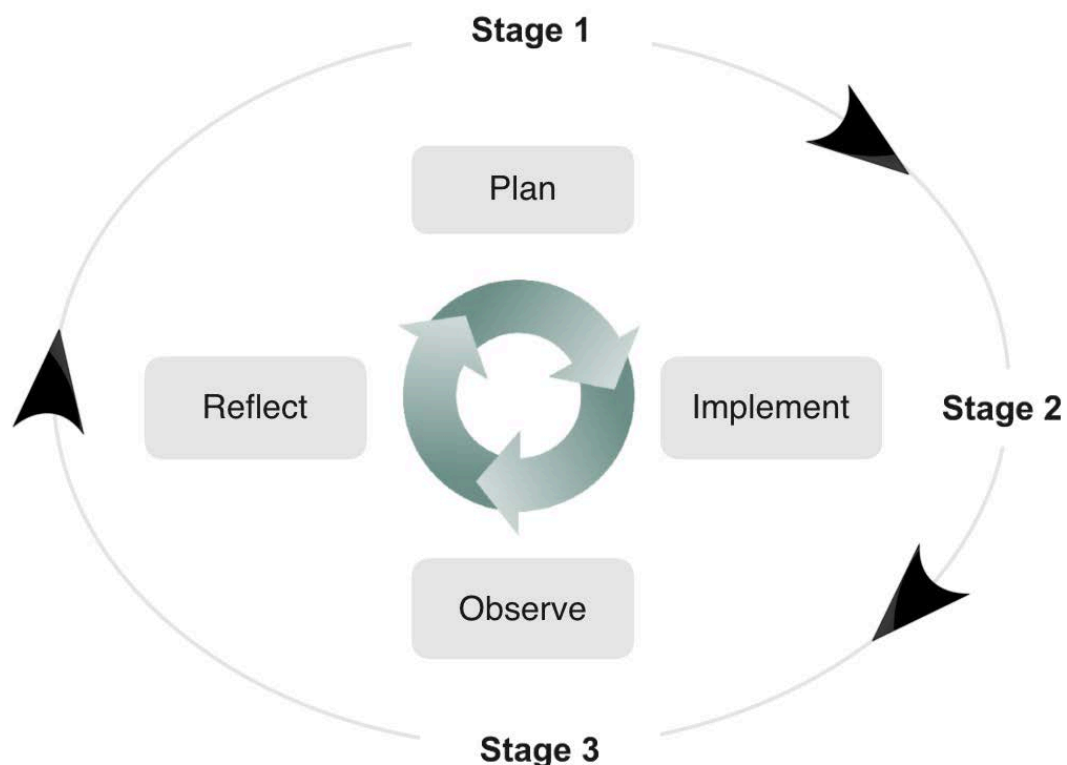 Stage 1
Plan
Reflect
Implement
Stage 2
Observe
Stage 3